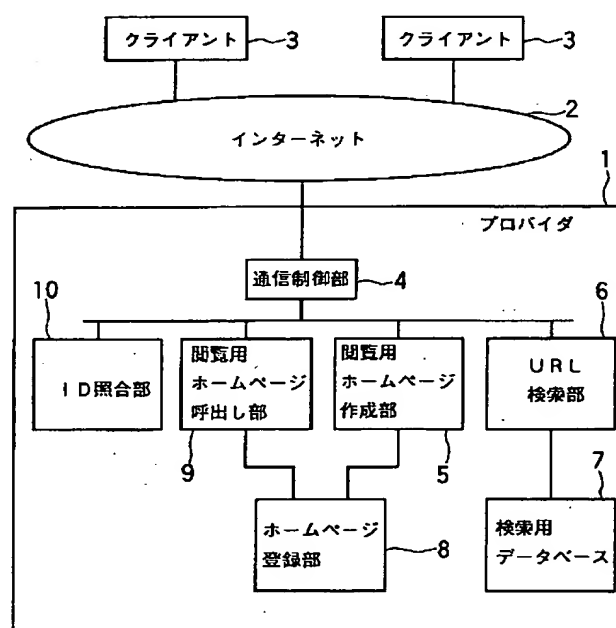 クライアント 3
クライアント 3
2
インターネット
1
プロバイダ
通信制御部 4
10
6
ID照合部
閲覧用
ホームページ
呼出し部
閲覧用
ホームページ
作成部
URL
検索部
9
5
7
ホームページ
登録部
8
検索用
データベース